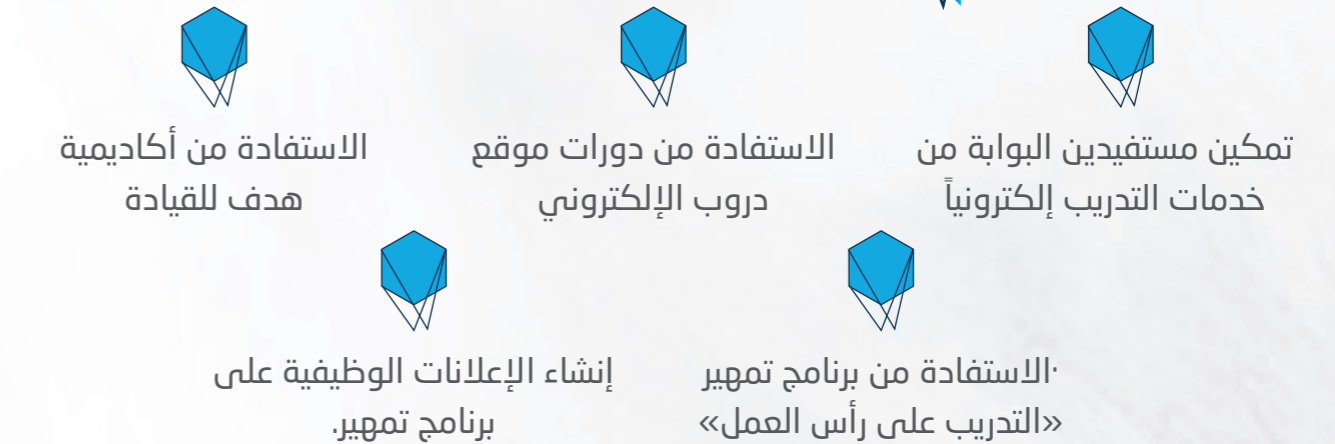 تمكين مستفيدين البوابة من
خدمات التدريب إلكترونياً
الاستفادة من دورات موقع
دروب الإلكتروني
الاستفادة من أكاديمية
هدف للقيادة
·الاستفادة من برنامج تمهير
«التدريب على رأس العمل»
إنشاء الإعلانات الوظيفية على
برنامج تمهير.